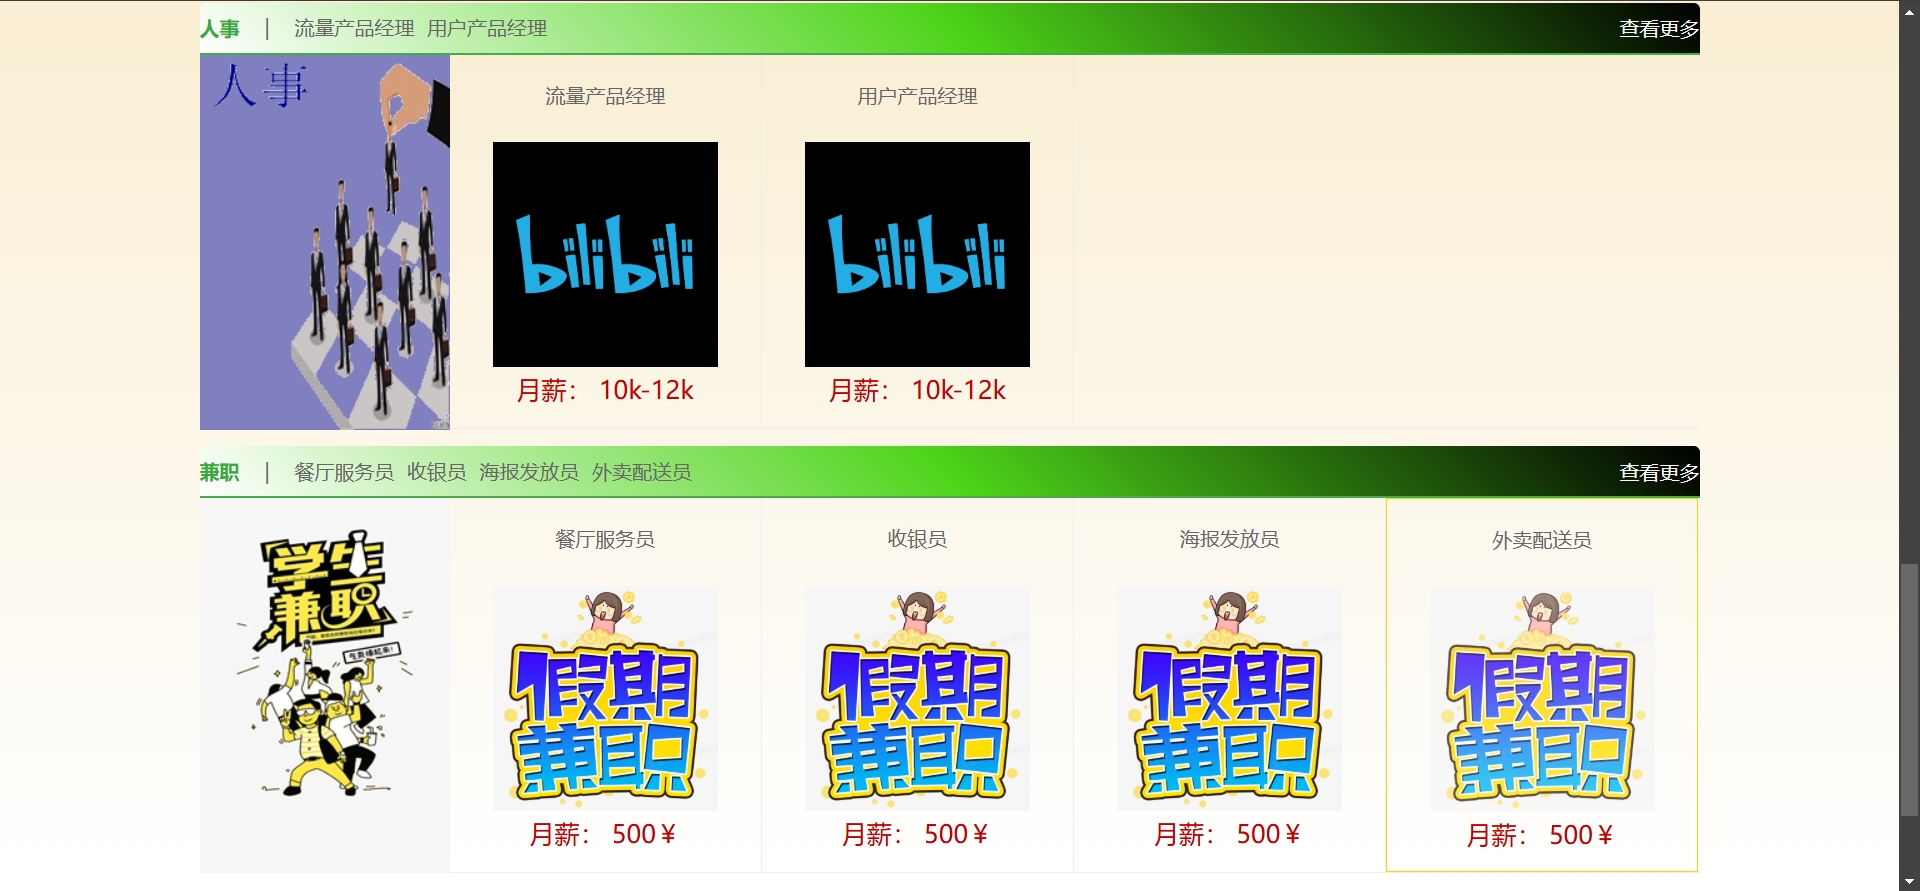 人事 | 流量产品经理 用户产品经理 查看更多
人事
流量产品经理 用户产品经理
bilibili bilibili
月薪： 10k-12k 月薪： 10k-12k
兼职 | 餐厅服务员 收银员 海报发放员 外卖配送员 查看更多
餐厅服务员 收银员 海报发放员 外卖配送员
学生
兼职
假期 假期 假期 假期
兼职 兼职 兼职 兼职
月薪： 500￥ 月薪： 500￥ 月薪： 500￥ 月薪： 500￥